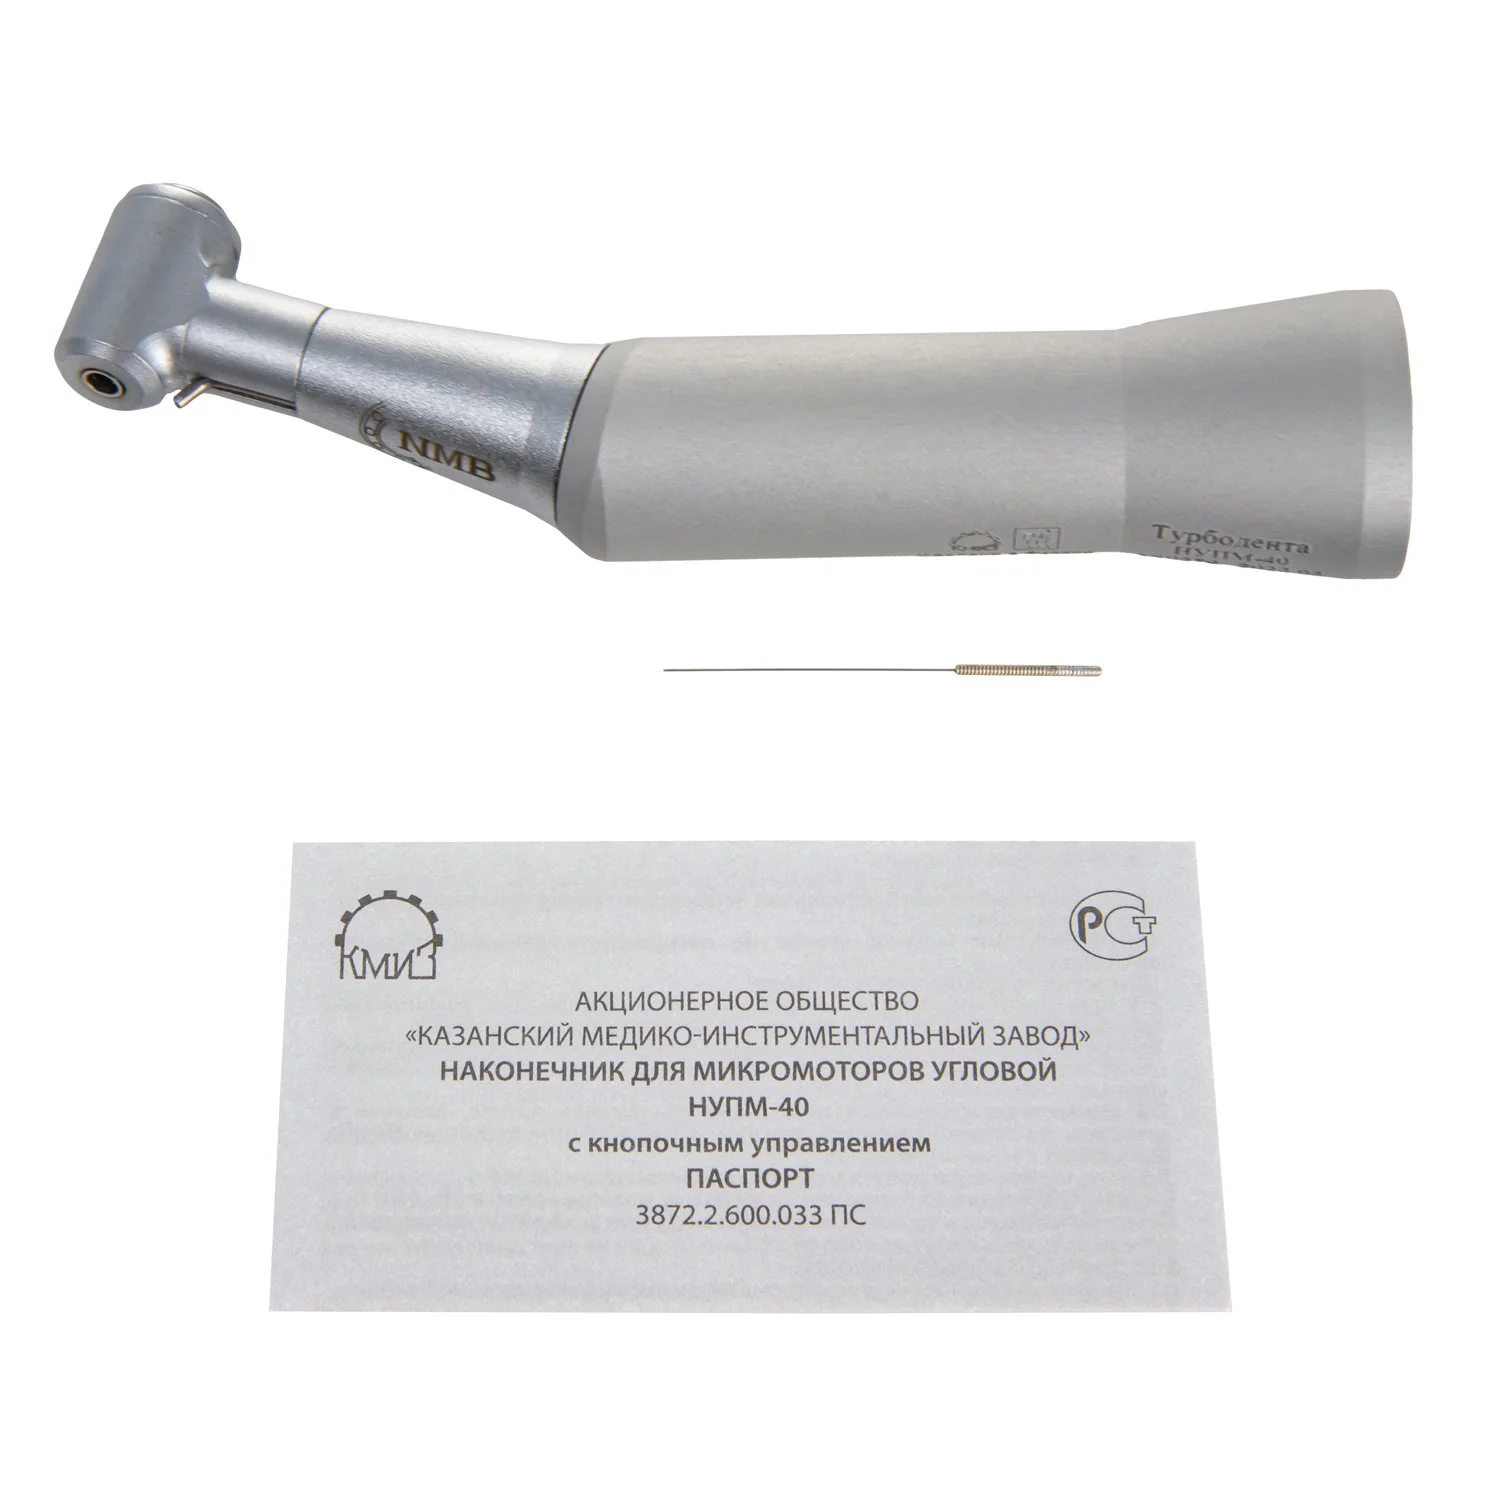 NMB
КМИЗ
Турбодента
НУПМ-40
КМИЗ
РСТ
АКЦИОНЕРНОЕ ОБЩЕСТВО
«КАЗАНСКИЙ МЕДИКО-ИНСТРУМЕНТАЛЬНЫЙ ЗАВОД»
НАКОНЕЧНИК ДЛЯ МИКРОМОТОРОВ УГЛОВОЙ
НУПМ-40
с кнопочным управлением
ПАСПОРТ
3872.2.600.033 ПС